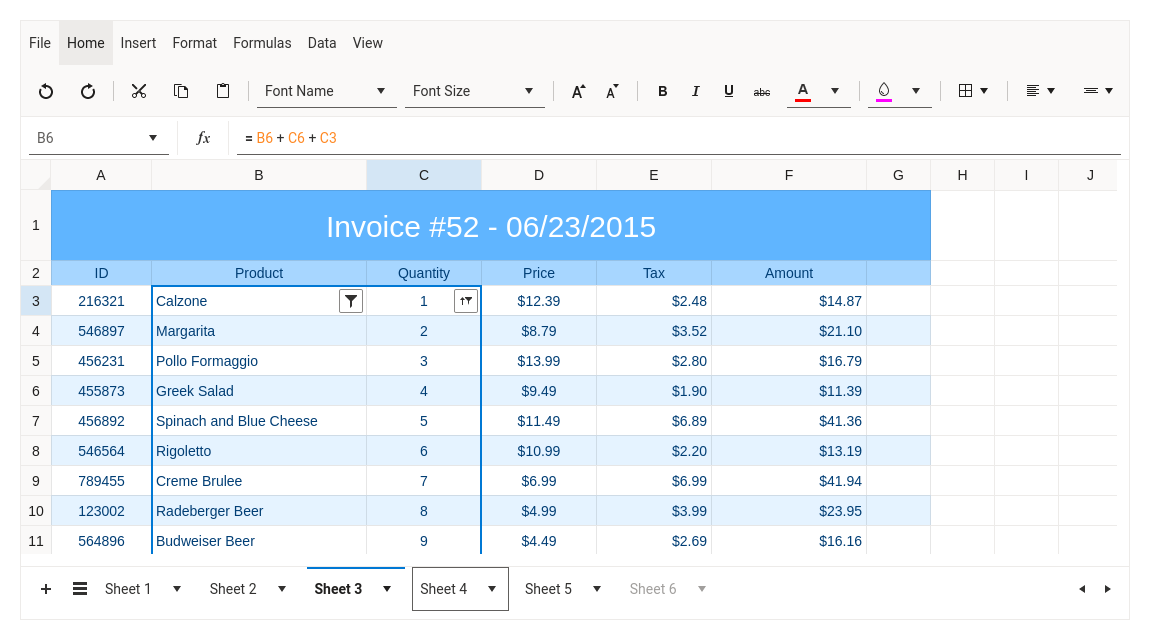 File Home Insert Format Formulas Data View
Font Name Font Size A A B I U abc A
B6 fx = B6 + C6 + C3
A B C D E F G H I J
1 Invoice #52 - 06/23/2015
2 ID Product Quantity Price Tax Amount
3 216321 Calzone 1 $12.39 $2.48 $14.87
4 546897 Margarita 2 $8.79 $3.52 $21.10
5 456231 Pollo Formaggio 3 $13.99 $2.80 $16.79
6 455873 Greek Salad 4 $9.49 $1.90 $11.39
7 456892 Spinach and Blue Cheese 5 $11.49 $6.89 $41.36
8 546564 Rigoletto 6 $10.99 $2.20 $13.19
9 789455 Creme Brulee 7 $6.99 $6.99 $41.94
10 123002 Radeberger Beer 8 $4.99 $3.99 $23.95
11 564896 Budweiser Beer 9 $4.49 $2.69 $16.16
Sheet 1 Sheet 2 Sheet 3 Sheet 4 Sheet 5 Sheet 6